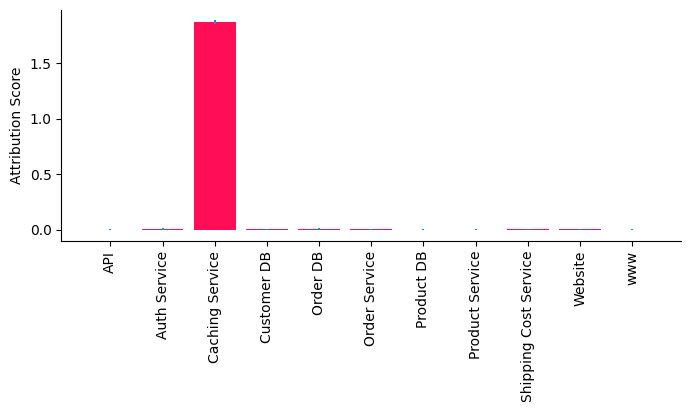 Attribution Score
1.5
1.0
0.5
0.0
API
Auth Service
Caching Service
Customer DB
Order DB
Order Service
Product DB
Product Service
Shipping Cost Service
Website
www